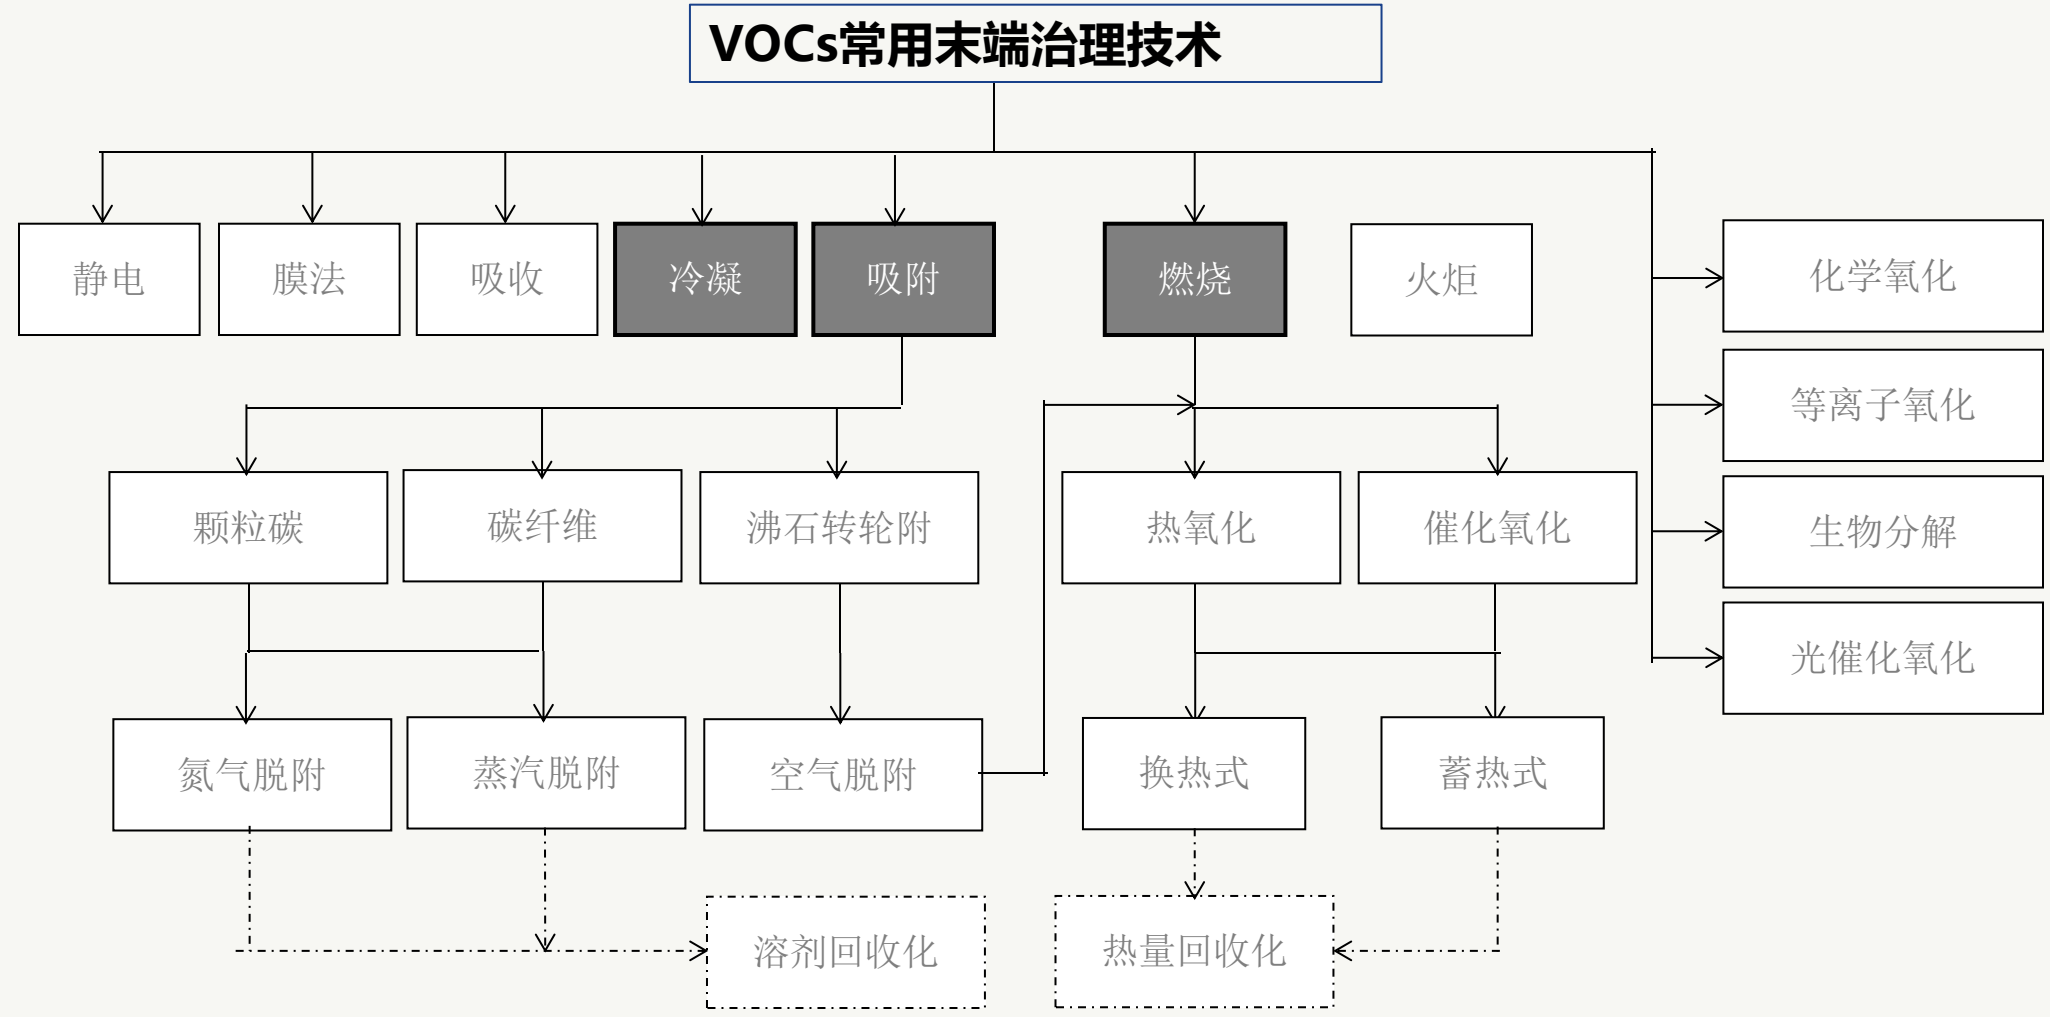 VOCs常用末端治理技术
静电
膜法
吸收
冷凝
吸附
燃烧
火炬
化学氧化
等离子氧化
颗粒碳
碳纤维
沸石转轮附
热氧化
催化氧化
生物分解
光催化氧化
氮气脱附
蒸汽脱附
空气脱附
换热式
蓄热式
溶剂回收化
热量回收化